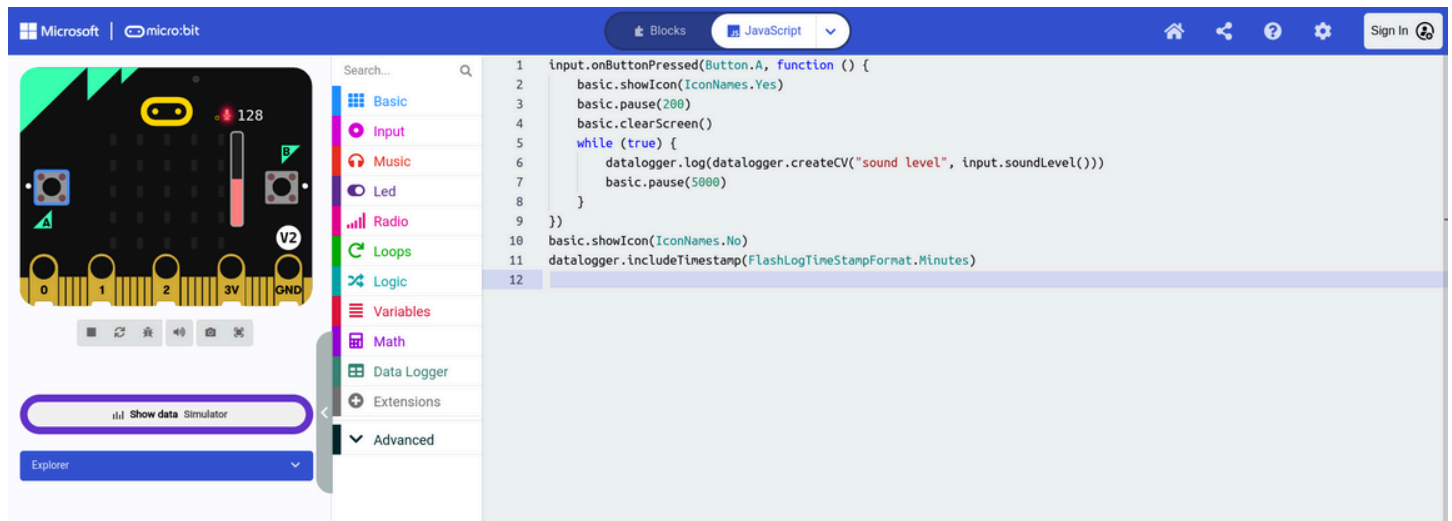 Microsoft | micro:bit
Blocks
JavaScript
Sign In
128
B
A
V2
0 1 2 3V GND
Show data Simulator
Explorer
Search...
Basic
Input
Music
Led
Radio
Loops
Logic
Variables
Math
Data Logger
Extensions
Advanced
1 input.onButtonPressed(Button.A, function () {
2 basic.showIcon(IconNames.Yes)
3 basic.pause(200)
4 basic.clearScreen()
5 while (true) {
6 datalogger.log(datalogger.createCV("sound level", input.soundLevel()))
7 basic.pause(5000)
8 }
9 })
10 basic.showIcon(IconNames.No)
11 datalogger.includeTimestamp(FlashLogTimeStampFormat.Minutes)
12